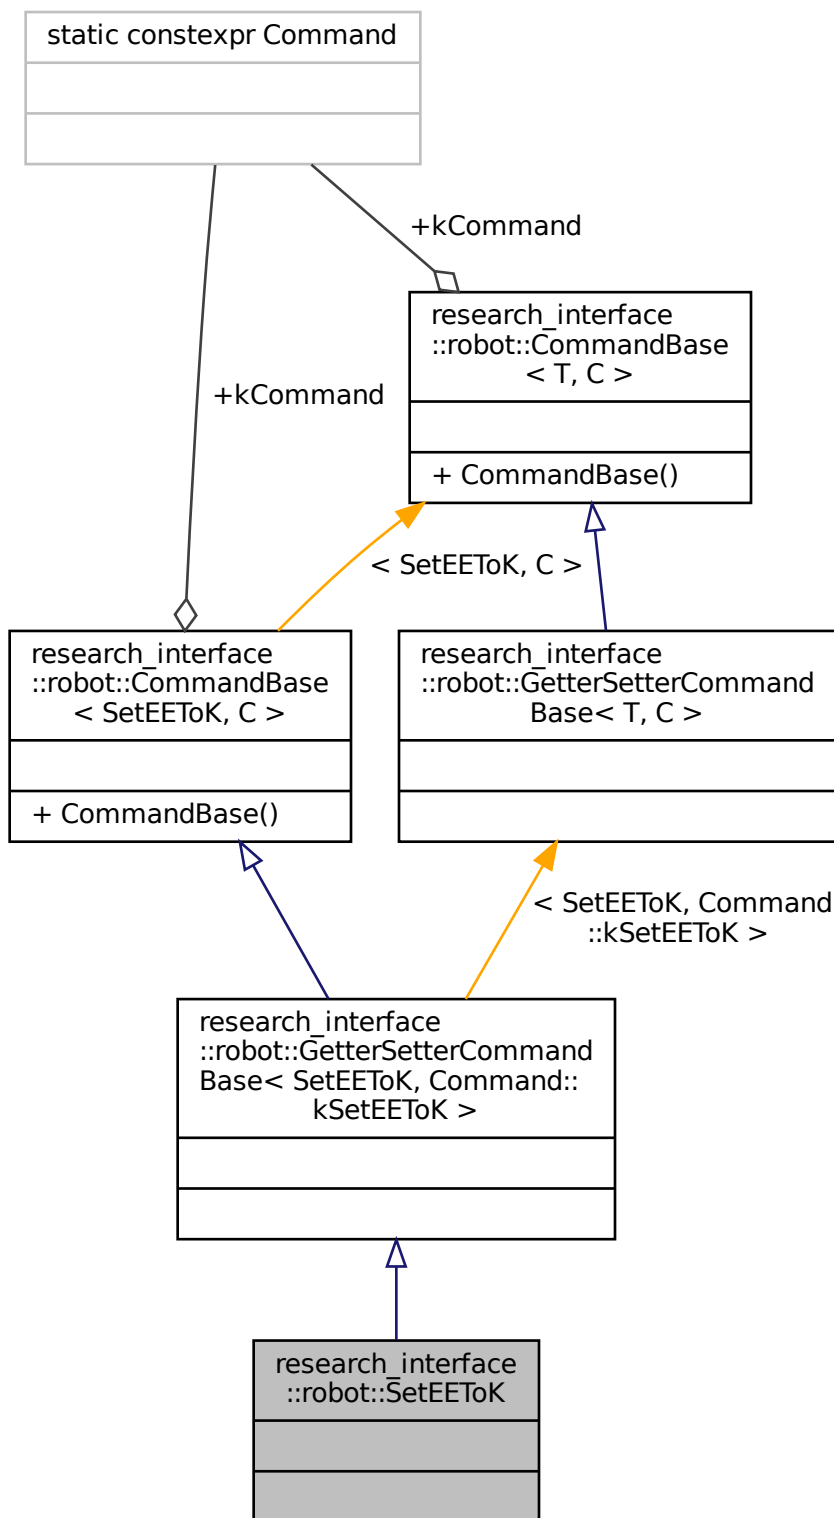 static constexpr Command
+kCommand
research_interface
::robot::CommandBase
< T, C >
+ CommandBase()
+kCommand
< SetEEToK, C >
research_interface
::robot::CommandBase
< SetEEToK, C >
+ CommandBase()
research_interface
::robot::GetterSetterCommand
Base< T, C >
< SetEEToK, Command
::kSetEEToK >
research_interface
::robot::GetterSetterCommand
Base< SetEEToK, Command::
kSetEEToK >
research_interface
::robot::SetEEToK